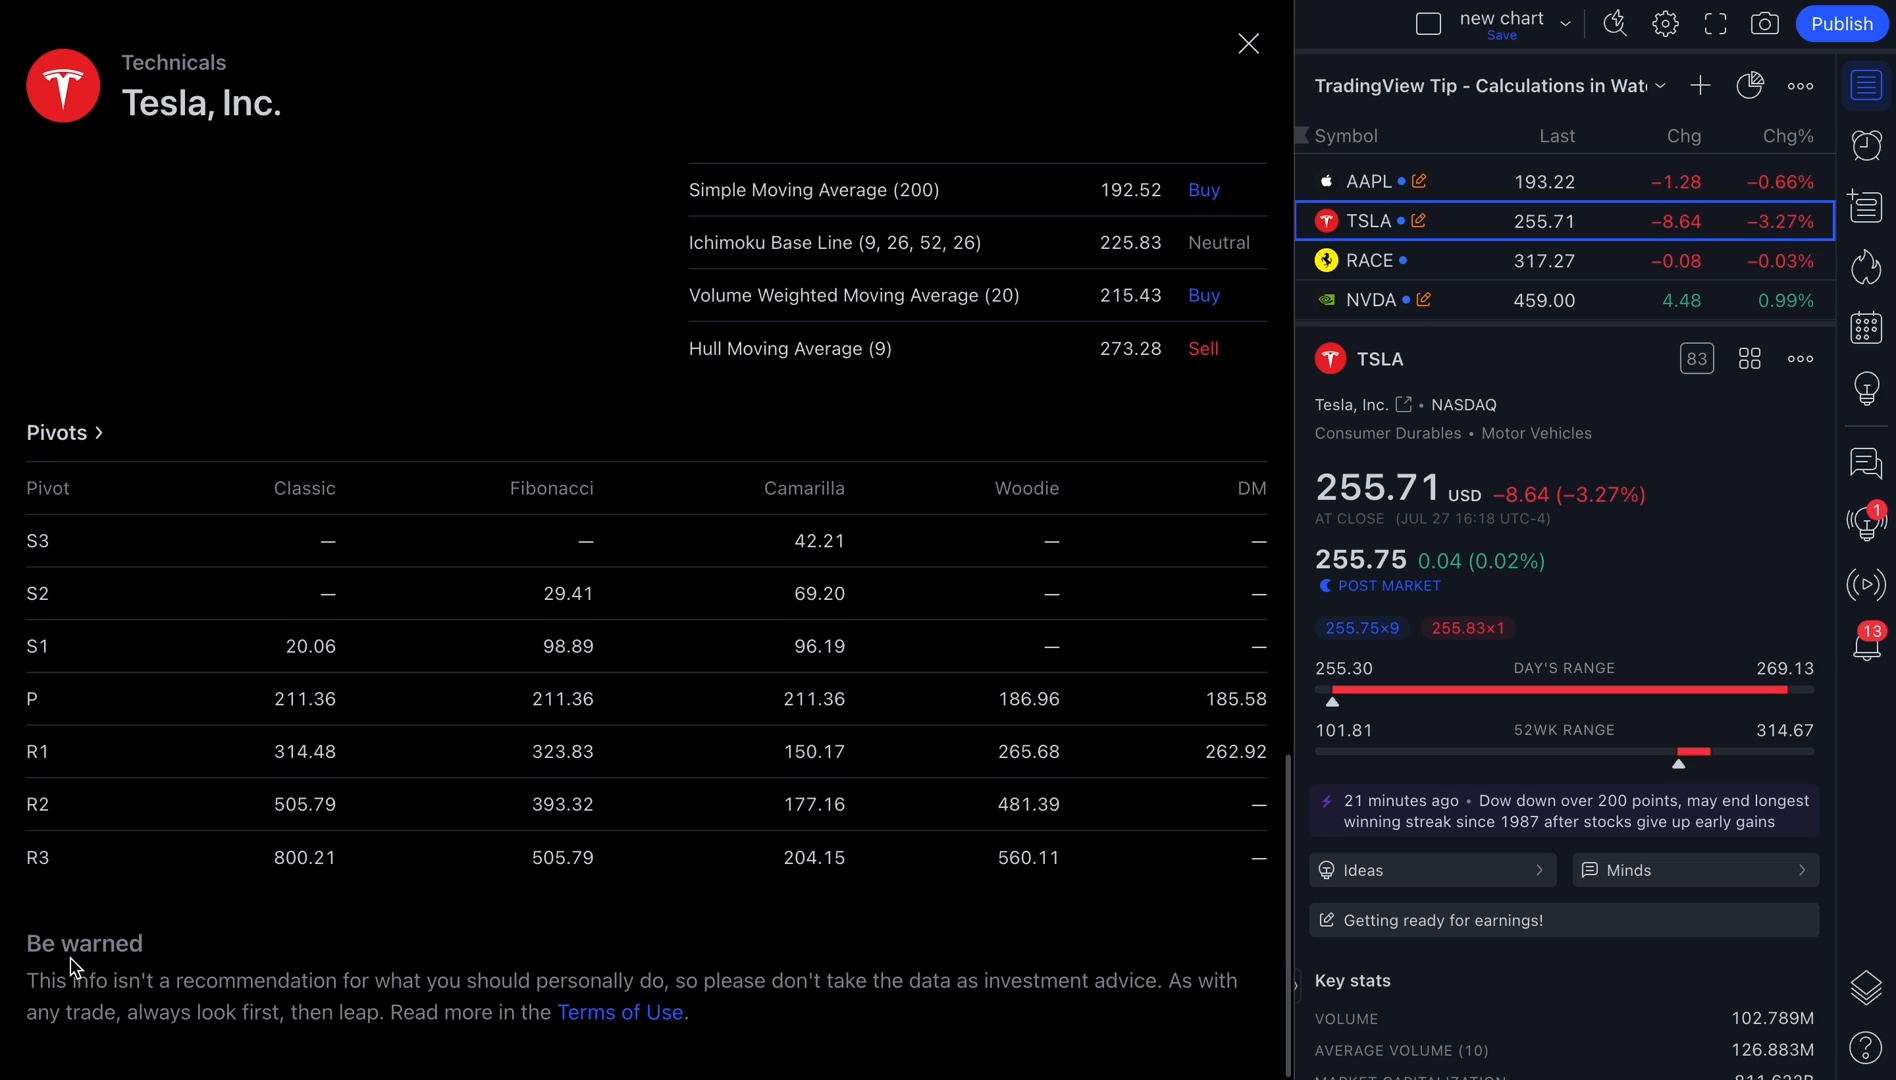 Technicals
Tesla, Inc.
Simple Moving Average (200) 192.52 Buy
Ichimoku Base Line (9, 26, 52, 26) 225.83 Neutral
Volume Weighted Moving Average (20) 215.43 Buy
Hull Moving Average (9) 273.28 Sell
Pivots
Pivot Classic Fibonacci Camarilla Woodie DM
S3 — — 42.21 — —
S2 — 29.41 69.20 — —
S1 20.06 98.89 96.19 — —
P 211.36 211.36 211.36 186.96 185.58
R1 314.48 323.83 150.17 265.68 262.92
R2 505.79 393.32 177.16 481.39 —
R3 800.21 505.79 204.15 560.11 —
Be warned
This info isn't a recommendation for what you should personally do, so please don't take the data as investment advice. As with
any trade, always look first, then leap. Read more in the Terms of Use.
new chart
Save
Publish
TradingView Tip - Calculations in Wat
Symbol Last Chg Chg%
AAPL 193.22 −1.28 −0.66%
TSLA 255.71 −8.64 −3.27%
RACE 317.27 −0.08 −0.03%
NVDA 459.00 4.48 0.99%
TSLA 83
Tesla, Inc. • NASDAQ
Consumer Durables • Motor Vehicles
255.71 USD −8.64 (−3.27%)
AT CLOSE (JUL 27 16:18 UTC-4)
255.75 0.04 (0.02%)
POST MARKET
255.75×9 255.83×1
255.30 DAY'S RANGE 269.13
101.81 52WK RANGE 314.67
21 minutes ago • Dow down over 200 points, may end longest
winning streak since 1987 after stocks give up early gains
Ideas Minds
Getting ready for earnings!
Key stats
VOLUME 102.789M
AVERAGE VOLUME (10) 126.883M
MARKET CAPITALIZATION 811.622B
1
13